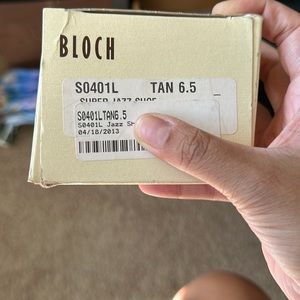 BLOCH
S0401L TAN 6.5
SUPER JAZZ SHOE
S0401LTAN6.5
S0401L Jazz Sh
04/18/2013